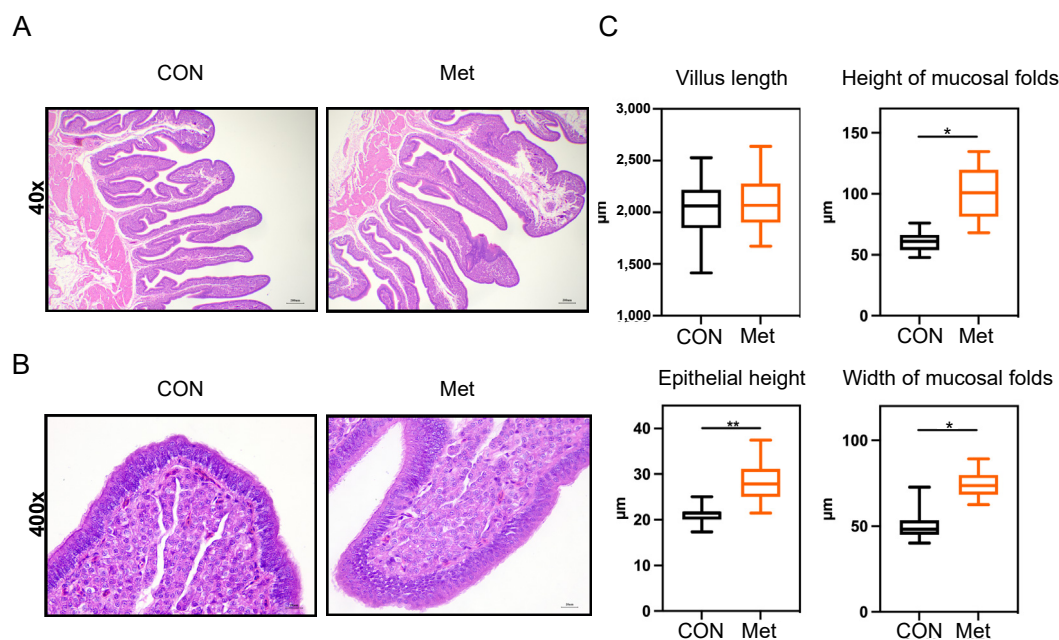 A
CON
Met
40x
B
CON
Met
400x
C
Villus length
µm
3,000
2,500
2,000
1,500
1,000
CON
Met
Height of mucosal folds
µm
150
100
50
0
*
CON
Met
Epithelial height
µm
40
30
20
10
0
**
CON
Met
Width of mucosal folds
µm
100
50
0
*
CON
Met